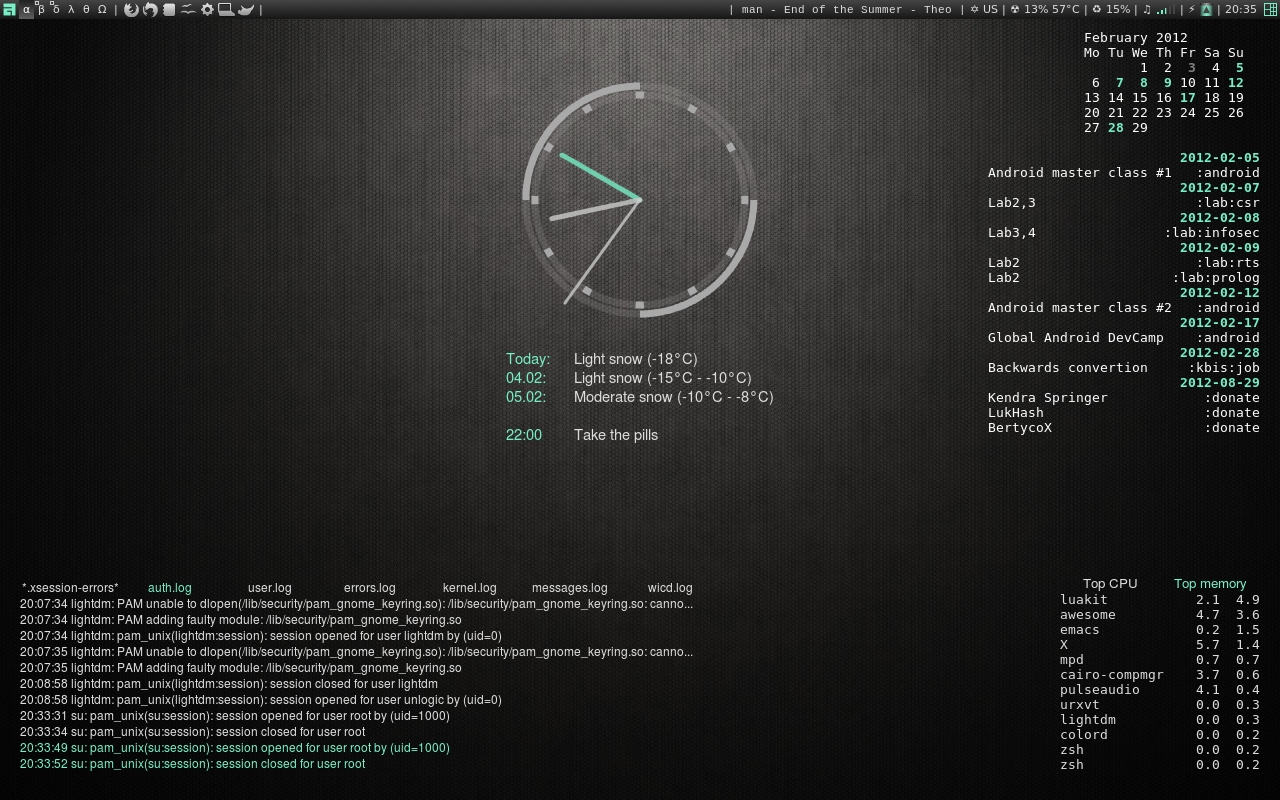 α β δ λ θ Ω | |
| man - End of the Summer - Theo | ✡ US | ☢ 13% 57°C | ♻ 15% | ♫ | ⚡ | 20:35
February 2012
Mo Tu We Th Fr Sa Su
1 2 3 4 5
6 7 8 9 10 11 12
13 14 15 16 17 18 19
20 21 22 23 24 25 26
27 28 29
2012-02-05
Android master class #1 :android
2012-02-07
Lab2,3 :lab:csr
2012-02-08
Lab3,4 :lab:infosec
2012-02-09
Lab2 :lab:rts
Lab2 :lab:prolog
2012-02-12
Android master class #2 :android
2012-02-17
Global Android DevCamp :android
2012-02-28
Backwards convertion :kbis:job
2012-08-29
Kendra Springer :donate
LukHash :donate
BertycoX :donate
Today: Light snow (-18°C)
04.02: Light snow (-15°C - -10°C)
05.02: Moderate snow (-10°C - -8°C)
22:00 Take the pills
*.xsession-errors* auth.log user.log errors.log kernel.log messages.log wicd.log
20:07:34 lightdm: PAM unable to dlopen(/lib/security/pam_gnome_keyring.so): /lib/security/pam_gnome_keyring.so: canno...
20:07:34 lightdm: PAM adding faulty module: /lib/security/pam_gnome_keyring.so
20:07:34 lightdm: pam_unix(lightdm:session): session opened for user lightdm by (uid=0)
20:07:35 lightdm: PAM unable to dlopen(/lib/security/pam_gnome_keyring.so): /lib/security/pam_gnome_keyring.so: canno...
20:07:35 lightdm: PAM adding faulty module: /lib/security/pam_gnome_keyring.so
20:08:58 lightdm: pam_unix(lightdm:session): session closed for user lightdm
20:08:58 lightdm: pam_unix(lightdm:session): session opened for user unlogic by (uid=0)
20:33:31 su: pam_unix(su:session): session opened for user root by (uid=1000)
20:33:34 su: pam_unix(su:session): session closed for user root
20:33:49 su: pam_unix(su:session): session opened for user root by (uid=1000)
20:33:52 su: pam_unix(su:session): session closed for user root
Top CPU Top memory
luakit 2.1 4.9
awesome 4.7 3.6
emacs 0.2 1.5
X 5.7 1.4
mpd 0.7 0.7
cairo-compmgr 3.7 0.6
pulseaudio 4.1 0.4
urxvt 0.0 0.3
lightdm 0.0 0.3
colord 0.0 0.2
zsh 0.0 0.2
zsh 0.0 0.2